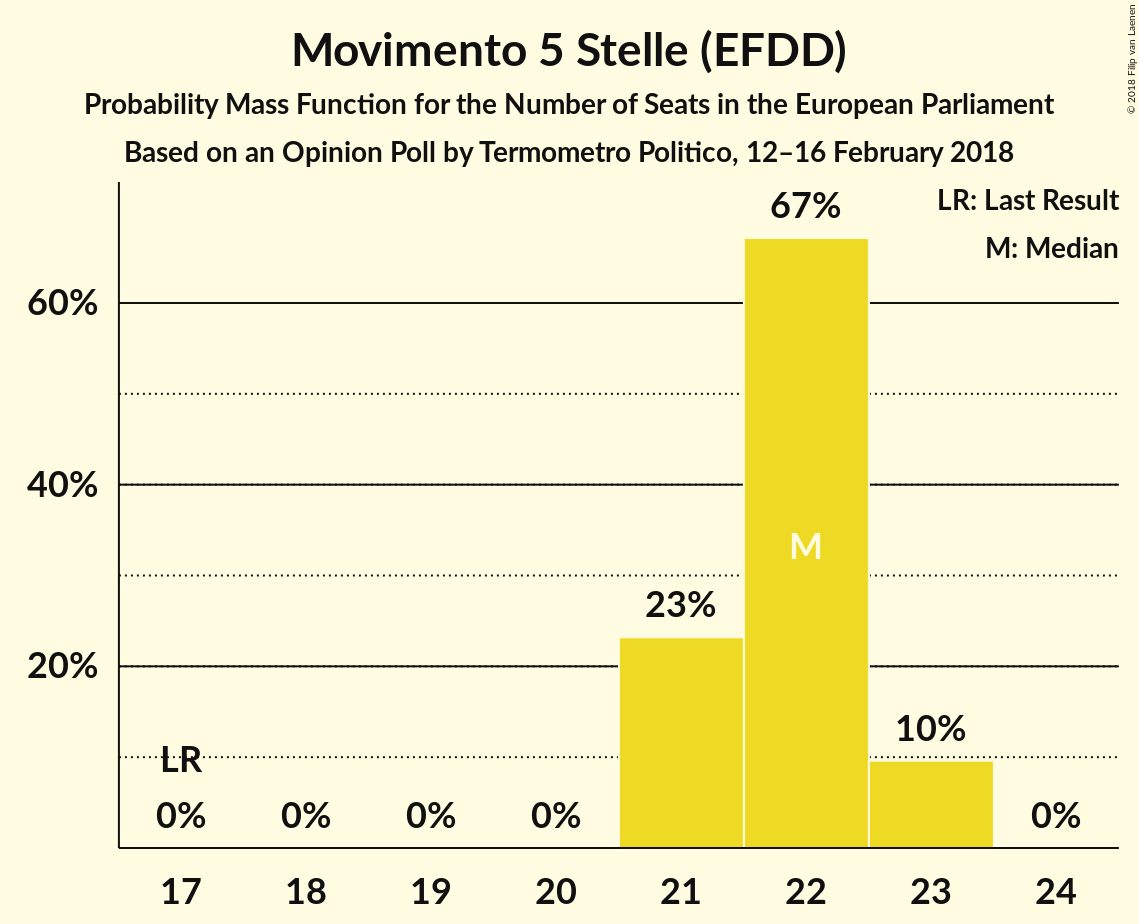 Movimento 5 Stelle (EFDD)
Probability Mass Function for the Number of Seats in the European Parliament
Based on an Opinion Poll by Termometro Politico, 12–16 February 2018
© 2018 Filip van Laenen
LR: Last Result
M: Median
67%
60%
40%
M
23%
20%
10%
LR
0%
0%
0%
0%
0%
17
18
19
20
21
22
23
24